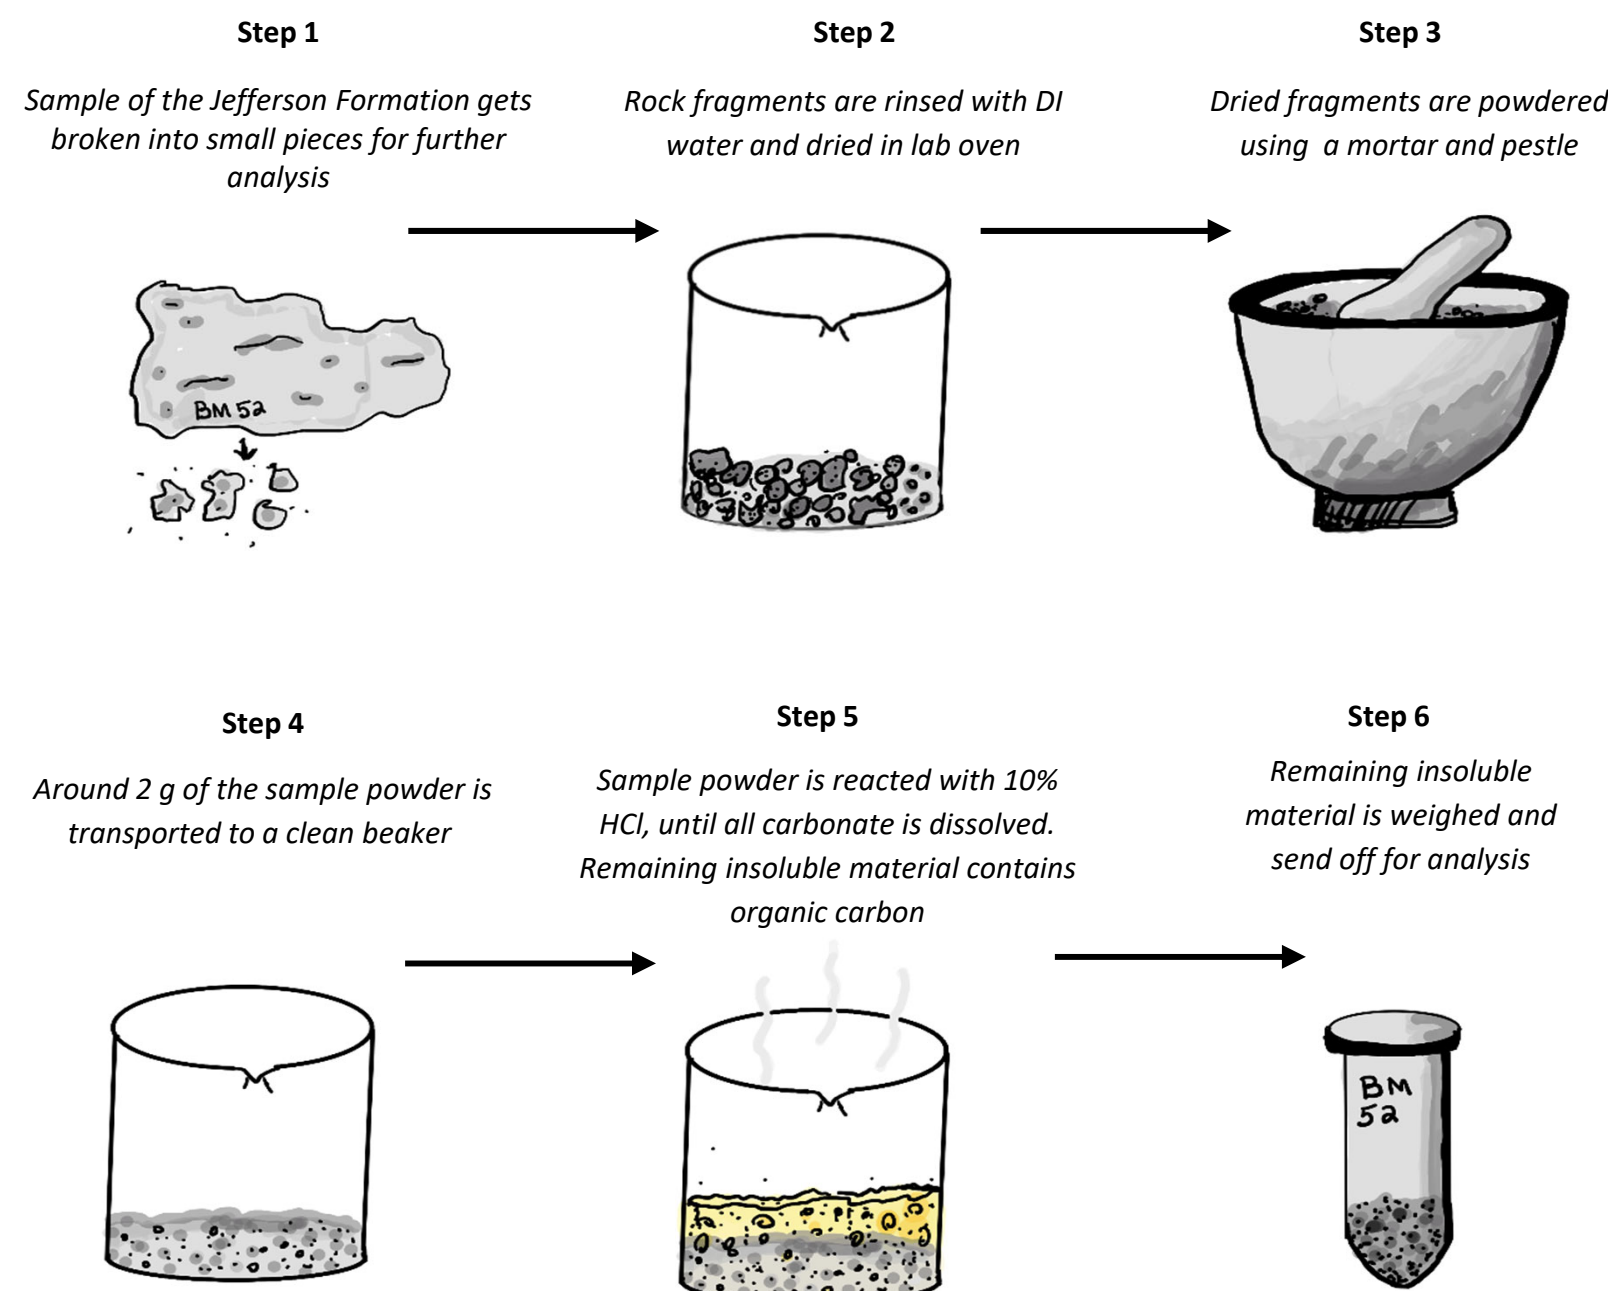 Step 1
Sample of the Jefferson Formation gets
broken into small pieces for further
analysis
BM 52
Step 2
Rock fragments are rinsed with DI
water and dried in lab oven
Step 3
Dried fragments are powdered
using a mortar and pestle
Step 4
Around 2 g of the sample powder is
transported to a clean beaker
Step 5
Sample powder is reacted with 10%
HCl, until all carbonate is dissolved.
Remaining insoluble material contains
organic carbon
Step 6
Remaining insoluble
material is weighed and
send off for analysis
BM
52